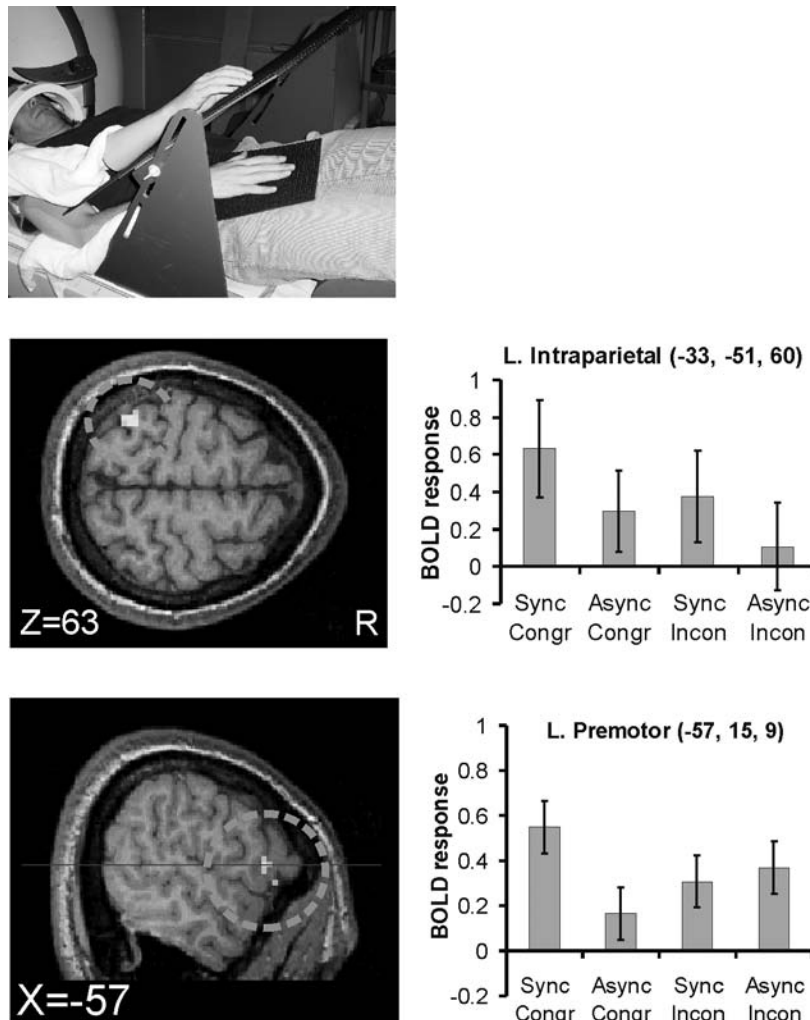 L. Intraparietal (-33, -51, 60)
BOLD response
1
0.8
0.6
0.4
0.2
0
-0.2
Sync Async Sync Async
Congr Congr Incon Incon
Z=63 R
L. Premotor (-57, 15, 9)
BOLD response
1
0.8
0.6
0.4
0.2
0
-0.2
Sync Async Sync Async
Congr Congr Incon Incon
X=-57